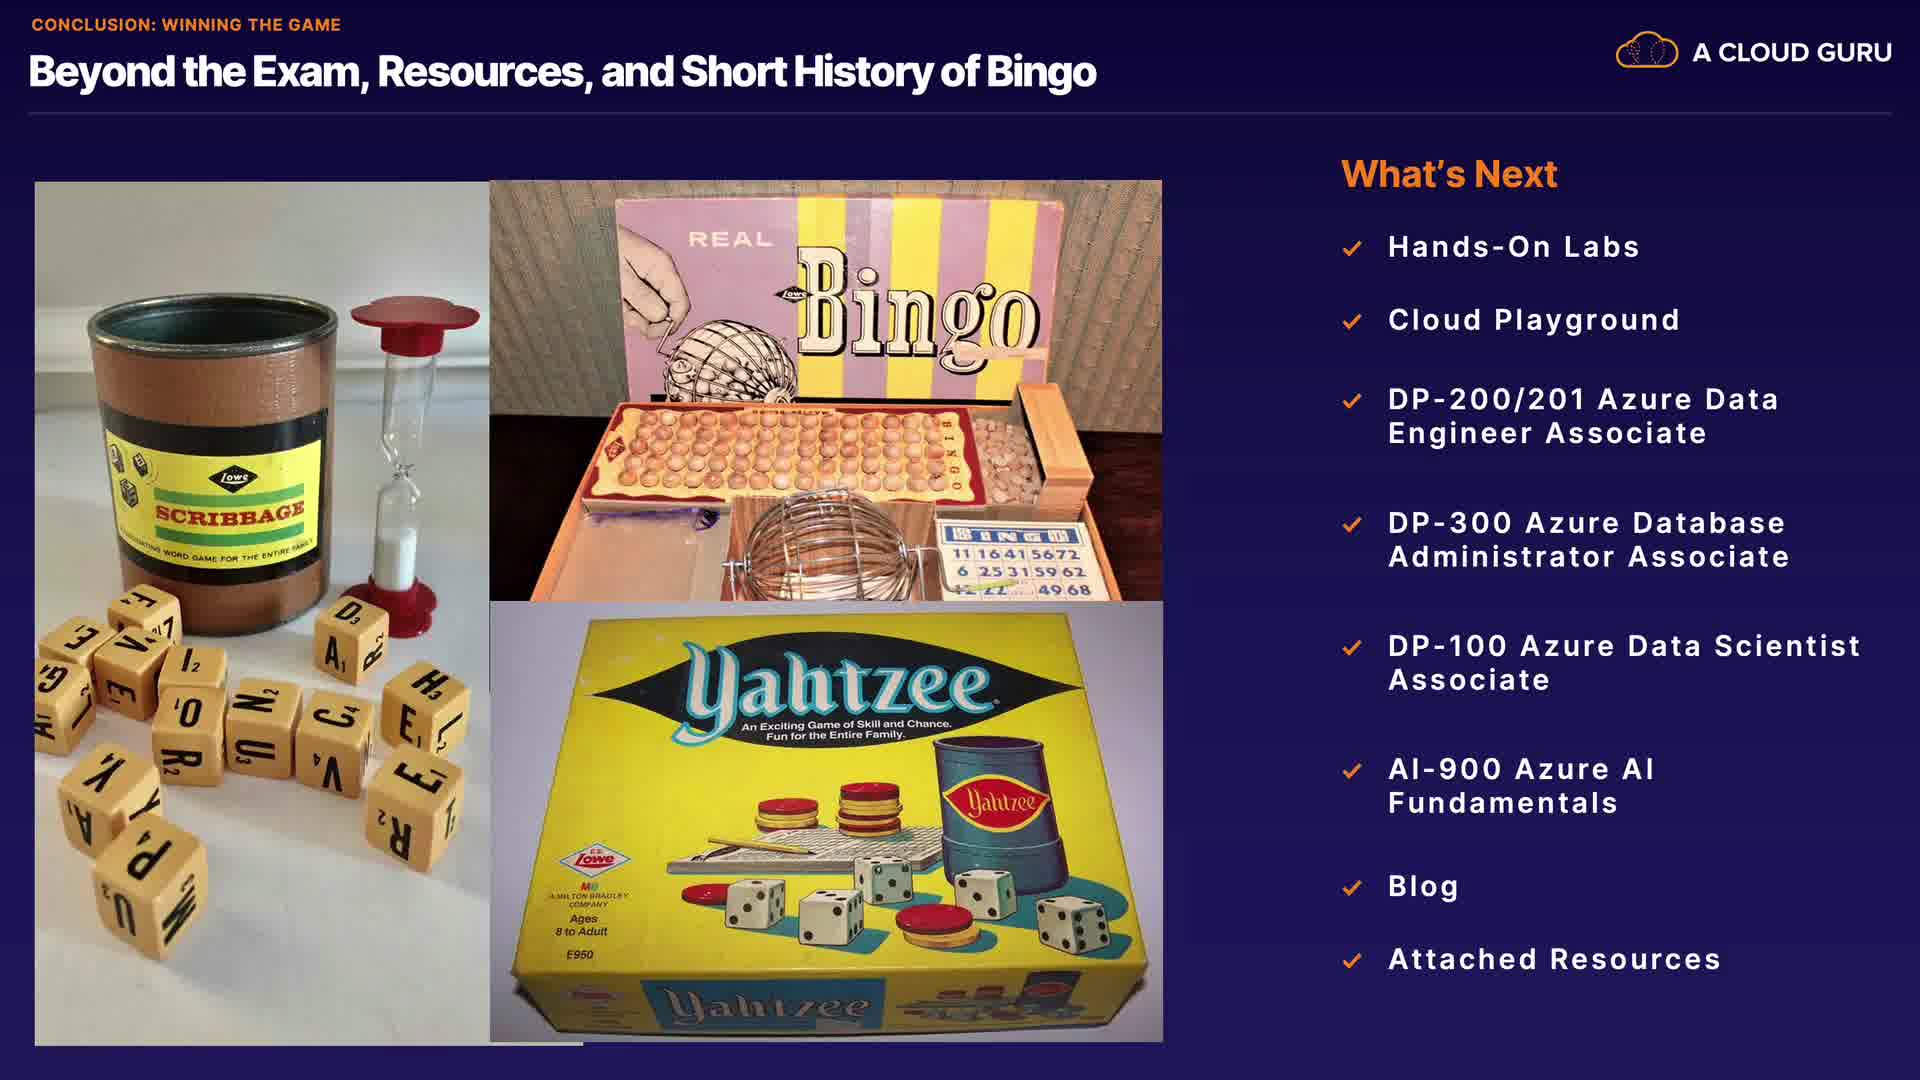 CONCLUSION: WINNING THE GAME
Beyond the Exam, Resources, and Short History of Bingo
A CLOUD GURU
Lowe
SCRIBBAGE
WORD GAME FOR THE ENTIRE FAMILY
REAL
Lowe
Bingo
BINGO
BINGO
11 16 41 56 72
6 25 31 59 62
49 68
Yahtzee
An Exciting Game of Skill and Chance.
Fun for the Entire Family.
Yahtzee
E.S.
Lowe
MB
A MILTON BRADLEY
COMPANY
Ages
8 to Adult
E950
Yahtzee
What's Next
Hands-On Labs
Cloud Playground
DP-200/201 Azure Data
Engineer Associate
DP-300 Azure Database
Administrator Associate
DP-100 Azure Data Scientist
Associate
AI-900 Azure AI
Fundamentals
Blog
Attached Resources